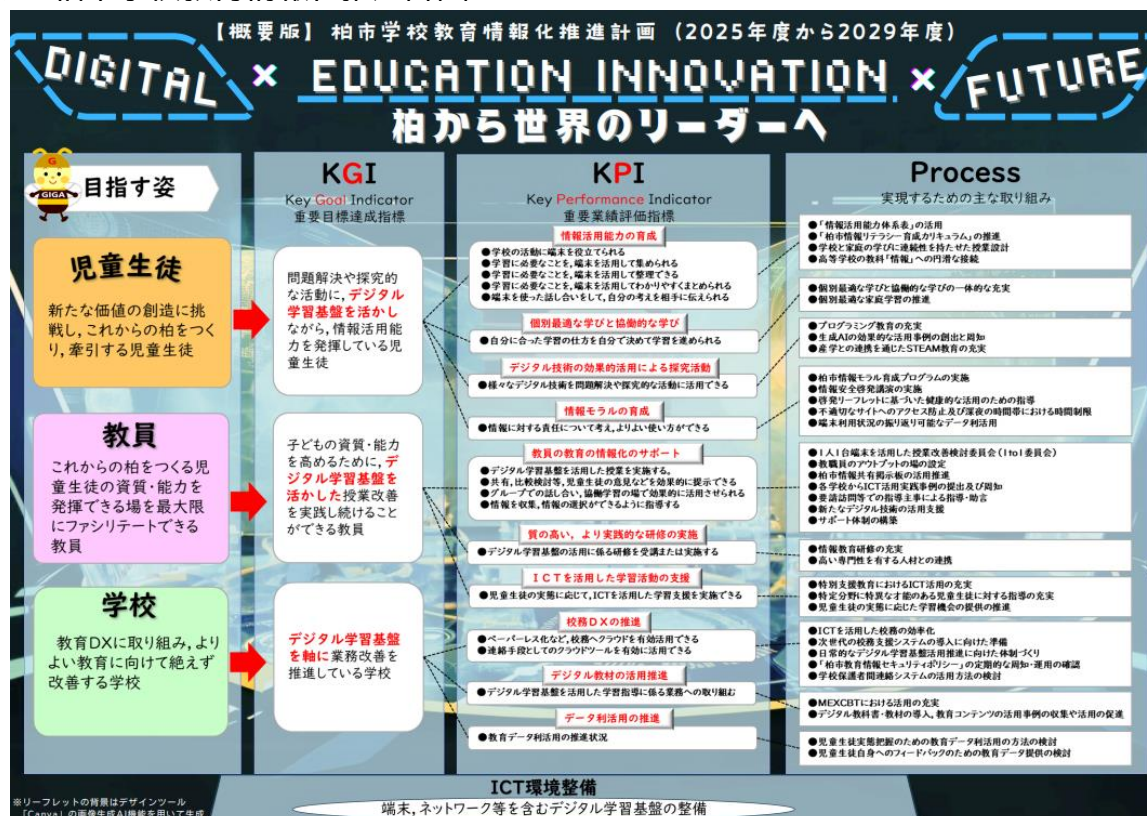 【概要版】 柏市学校教育情報化推進計画 (2025年度から2029年度)
DIGITAL × EDUCATION INNOVATION × FUTURE
柏から世界のリーダーへ
GIGA
目指す姿
児童生徒
新たな価値の創造に挑
戦し,これからの柏をつく
り,牽引する児童生徒
教員
これからの柏をつくる児
童生徒の資質・能力を
発揮できる場を最大限
にファシリテートできる
教員
学校
教育DXに取り組み,より
よい教育に向けて絶えず
改善する学校
KGI
Key Goal Indicator
重要目標達成指標
問題解決や探究的
な活動に,デジタル
学習基盤を活かし
ながら,情報活用能
力を発揮している児
童生徒
子どもの資質・能力
を高めるために,デ
ジタル学習基盤を
活かした授業改善
を実践し続けること
ができる教員
デジタル学習基盤
を軸に業務改善を
推進している学校
KPI
Key Performance Indicator
重要業績評価指標
情報活用能力の育成
●学校の活動に端末を役立てられる
●学習に必要なことを,端末を活用して集められる
●学習に必要なことを,端末を活用して整理できる
●学習に必要なことを,端末を活用してわかりやすくまとめられる
●端末を使った話し合いをして,自分の考えを相手に伝えられる
個別最適な学びと協働的な学び
●自分に合った学習の仕方を自分で決めて学習を進められる
デジタル技術の効果的活用による探究活動
●様々なデジタル技術を問題解決や探究的な活動に活用できる
情報モラルの育成
●情報に対する責任について考え,よりよい使い方ができる
教員の教育の情報化のサポート
●デジタル学習基盤を活用した授業を実施する。
●共有,比較検討等,児童生徒の意見などを効果的に提示できる
●グループでの話し合い,協働学習の場で効果的に活用させられる
●情報を収集,情報の選択ができるように指導する
質の高い,より実践的な研修の実施
●デジタル学習基盤の活用に係る研修を受講または実施する
ICTを活用した学習活動の支援
●児童生徒の実態に応じて,ICTを活用した学習支援を実施できる
校務DXの推進
●ペーパーレス化など,校務へクラウドを有効活用できる
●連絡手段としてのクラウドツールを有効に活用できる
デジタル教材の活用推進
●デジタル学習基盤を活用した学習指導に係る業務への取り組む
データ利活用の推進
●教育データ利活用の推進状況
Process
実現するための主な取り組み
●「情報活用能力体系表」の活用
●「柏市情報リテラシー育成カリキュラム」の推進
●学校と家庭の学びに連続性を持たせた授業設計
●高等学校の教科「情報」への円滑な接続
●個別最適な学びと協働的な学びの一体的な充実
●個別最適な家庭学習の推進
●プログラミング教育の充実
●生成AIの効果的な活用事例の創出と周知
●産学との連携を通じたSTEAM教育の充実
●柏市情報モラル育成プログラムの実施
●情報安全啓発講演の実施
●啓発リーフレットに基づいた健康的な活用のための指導
●不適切なサイトへのアクセス防止及び深夜の時間帯における時間制限
●端末利用状況の振り返り可能なデータ利活用
●1人1台端末を活用した授業改善検討委員会(1to1委員会)
●教職員のアウトプットの場の設定
●柏市情報共有掲示板の活用推進
●各学校からICT活用実践事例の提出及び周知
●要請訪問等での指導主事による指導・助言
●新たなデジタル技術の活用支援
●サポート体制の構築
●情報教育研修の充実
●高い専門性を有する人材との連携
●特別支援教育におけるICT活用の充実
●特定分野に特異な才能のある児童生徒に対する指導の充実
●児童生徒の実態に応じた学習機会の提供の推進
●ICTを活用した校務の効率化
●次世代の校務支援システムの導入に向けた準備
●日常的なデジタル学習基盤活用推進に向けた体制づくり
●「柏市教育情報セキュリティポリシー」の定期的な周知・運用の確認
●学校保護者間連絡システムの活用方法の検討
●MEXCBTにおける活用の充実
●デジタル教科書・教材の導入,教育コンテンツの活用事例の収集や活用の促進
●児童生徒実態把握のための教育データ利活用の方法の検討
●児童生徒自身へのフィードバックのための教育データ提供の検討
ICT環境整備
端末,ネットワーク等を含むデジタル学習基盤の整備
※リーフレットの背景はデザインツール
「Canva」の画像生成AI機能を用いて生成